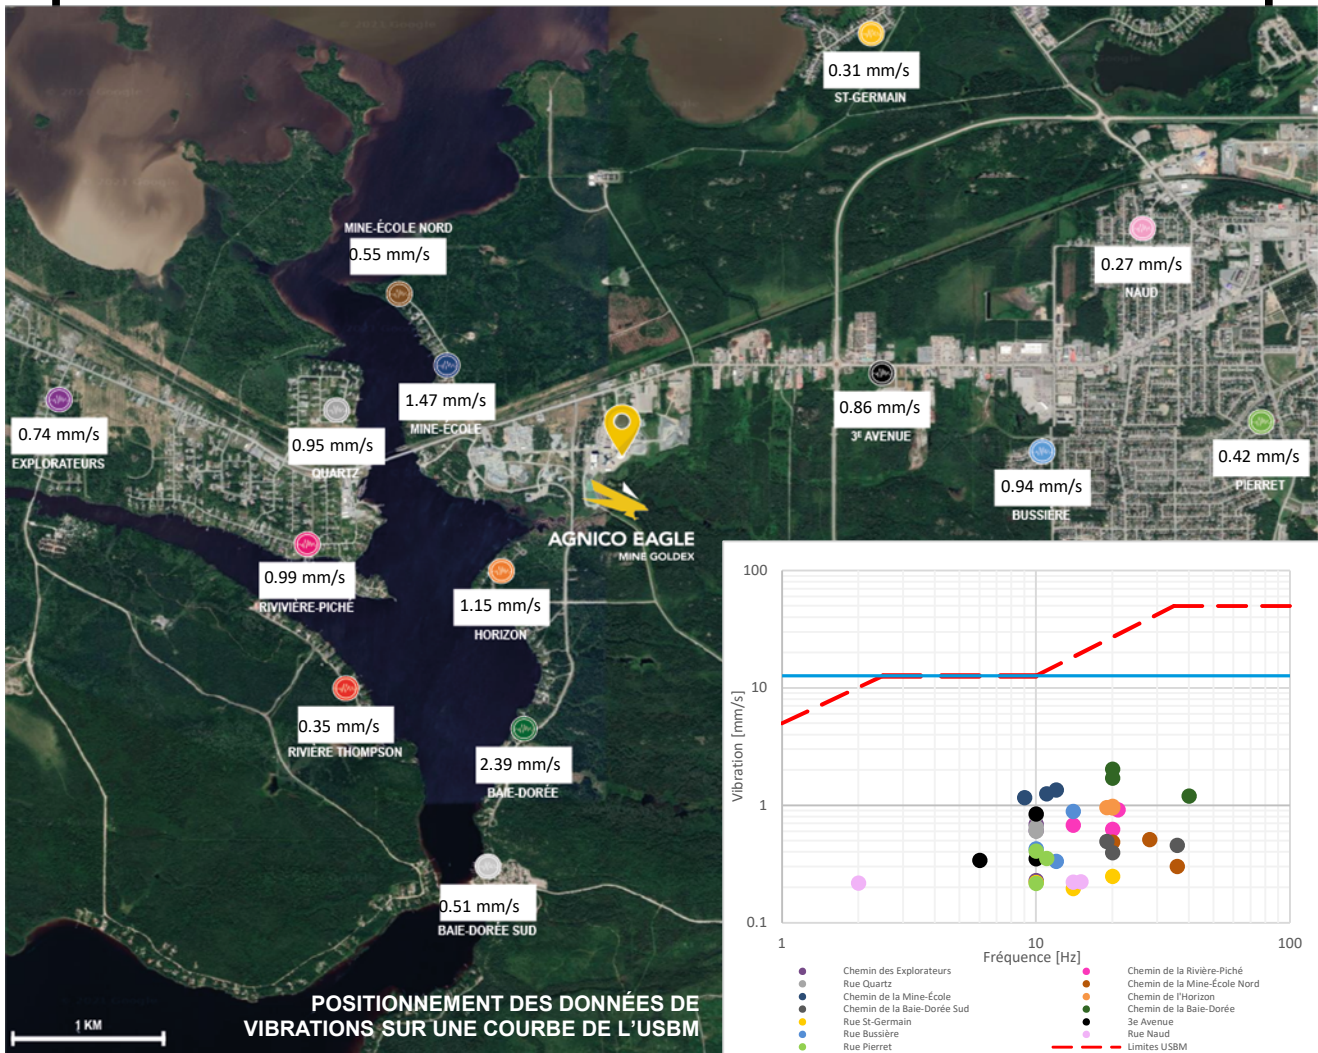 0.31 mm/s
ST-GERMAIN
MINE-ÉCOLE NORD
0.55 mm/s
0.27 mm/s
NAUD
1.47 mm/s
MINE-ÉCOLE
0.74 mm/s
EXPLORATEURS
0.95 mm/s
QUARTZ
0.86 mm/s
3E AVENUE
0.42 mm/s
PIERRET
0.94 mm/s
BUSSIÈRE
AGNICO EAGLE
MINE GOLDEX
0.99 mm/s
RIVIVIÈRE-PICHÉ
1.15 mm/s
HORIZON
0.35 mm/s
RIVIÈRE THOMPSON
2.39 mm/s
BAIE-DORÉE
0.51 mm/s
BAIE-DORÉE SUD
POSITIONNEMENT DES DONNÉES DE
VIBRATIONS SUR UNE COURBE DE L'USBM
1 KM
100
10
1
0.1
Vibration [mm/s]
1 10 100
Fréquence [Hz]
Chemin des Explorateurs
Chemin de la Rivière-Piché
Rue Quartz
Chemin de la Mine-École Nord
Chemin de la Mine-École
Chemin de l'Horizon
Chemin de la Baie-Dorée Sud
Chemin de la Baie-Dorée
Rue St-Germain
3e Avenue
Rue Bussière
Rue Naud
Rue Pierret
Limites USBM